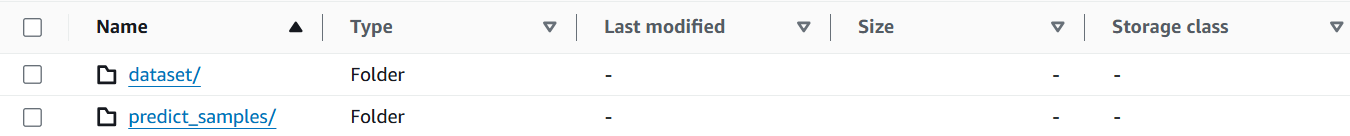 Name Type Last modified Size Storage class
dataset/ Folder - - -
predict_samples/ Folder - - -